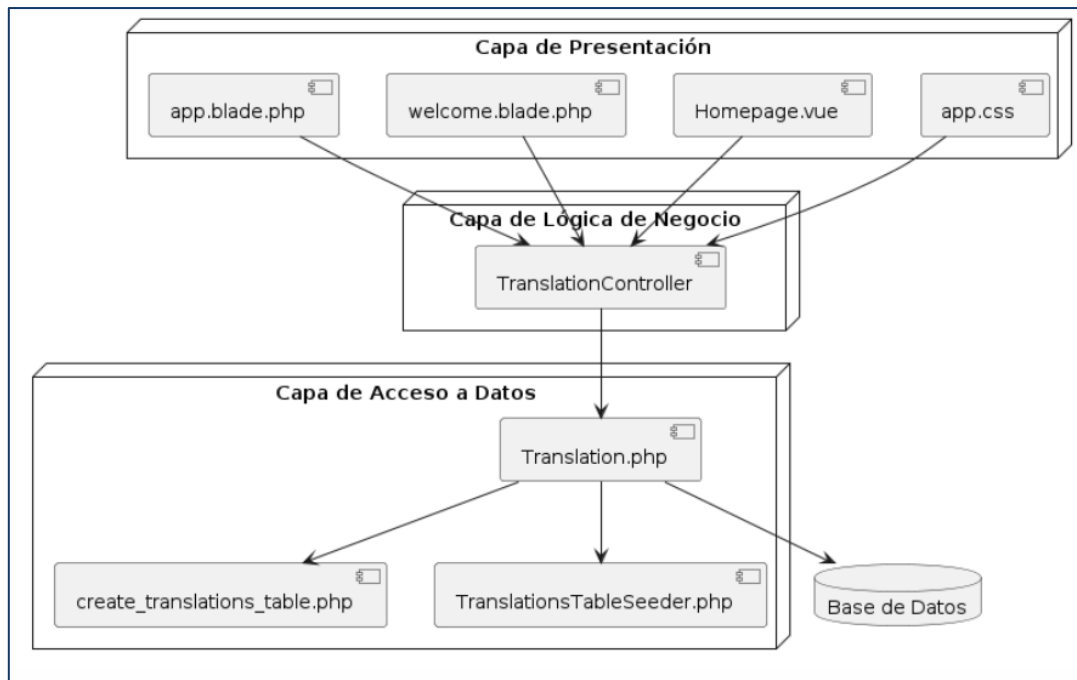 Capa de Presentación
app.blade.php
welcome.blade.php
Homepage.vue
app.css
Capa de Lógica de Negocio
TranslationController
Capa de Acceso a Datos
Translation.php
create_translations_table.php
TranslationsTableSeeder.php
Base de Datos